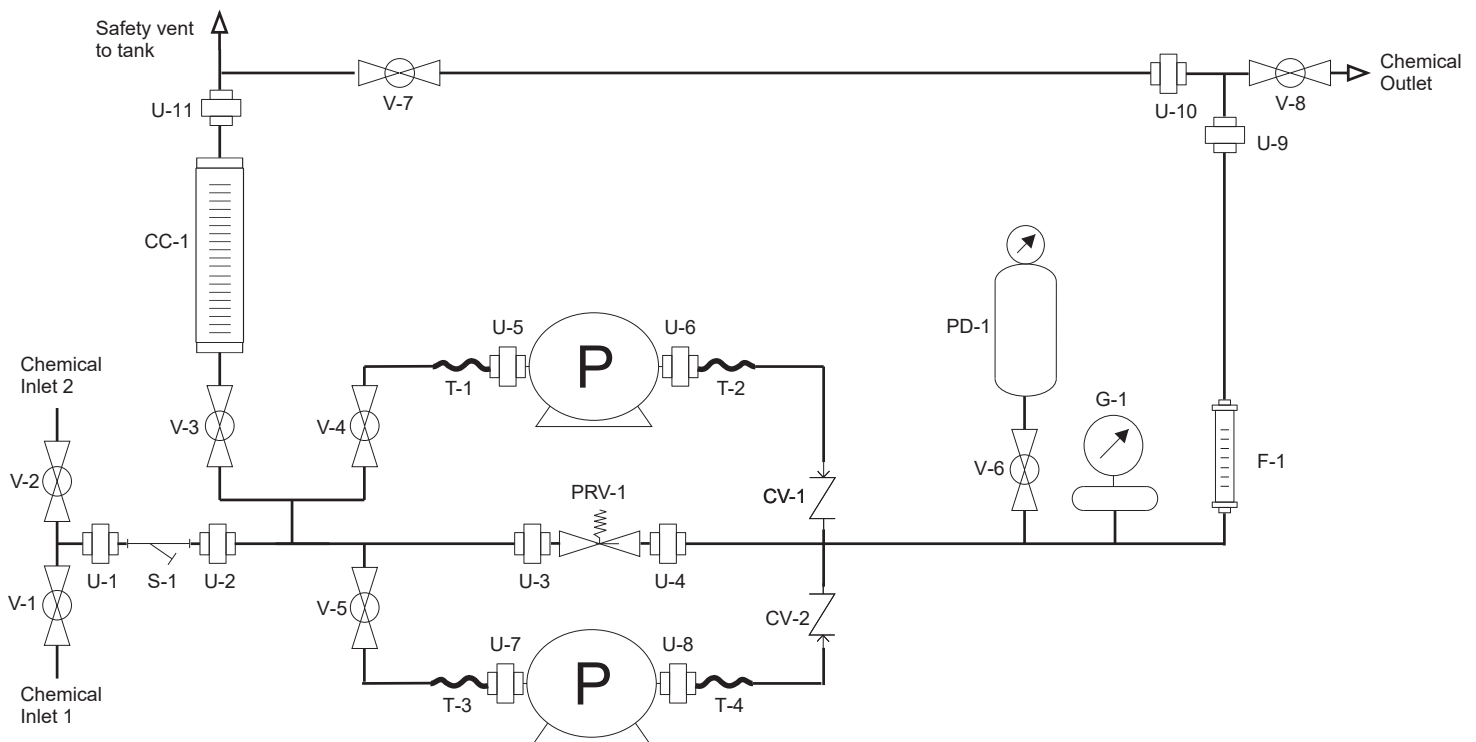 Safety vent
to tank
V-7
U-10
V-8
Chemical
Outlet
U-11
U-9
CC-1
PD-1
U-5
P
U-6
T-1
T-2
Chemical
Inlet 2
V-3
V-4
G-1
V-2
V-6
F-1
PRV-1
CV-1
U-1
S-1
U-2
U-3
U-4
V-1
V-5
CV-2
U-7
P
U-8
T-3
T-4
Chemical
Inlet 1